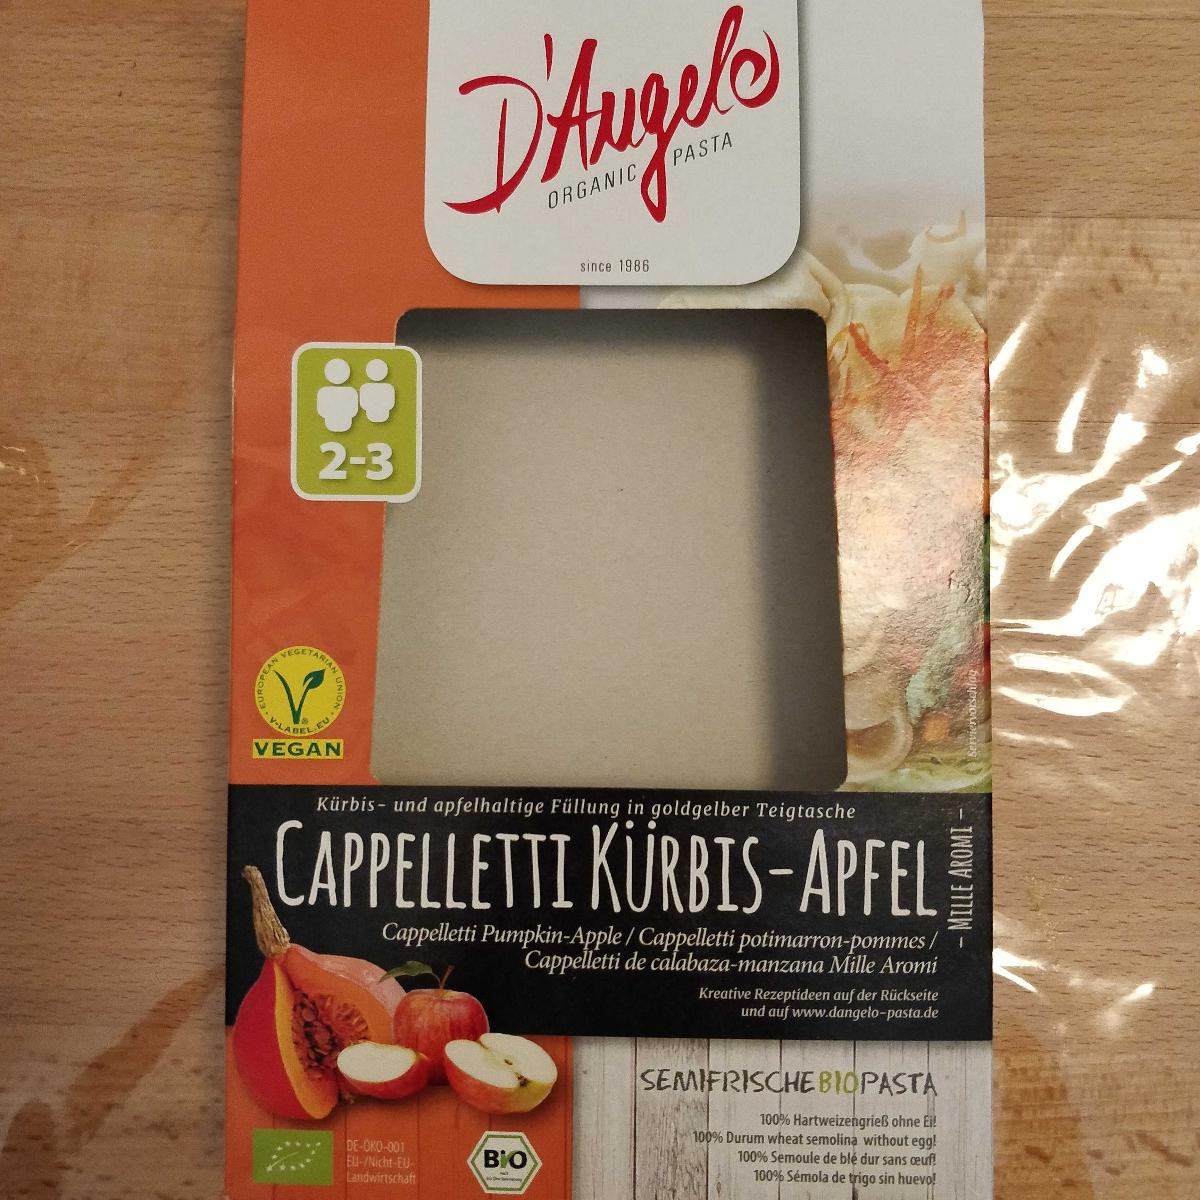 D'Angelo
ORGANIC PASTA
since 1986
2-3
EUROPEAN VEGETARIAN UNION
V-LABEL.EU
VEGAN
Serviervorschlag
Kürbis- und apfelhaltige Füllung in goldgelber Teigtasche
CAPPELLETTI KÜRBIS-APFEL
– MILLE AROMI –
Cappelletti Pumpkin-Apple / Cappelletti potimarron-pommes /
Cappelletti de calabaza-manzana Mille Aromi
Kreative Rezeptideen auf der Rückseite
und auf www.dangelo-pasta.de
SEMIFRISCHE BIO PASTA
100% Hartweizengrieß ohne Ei!
100% Durum wheat semolina without egg!
100% Semoule de blé dur sans œuf!
100% Sémola de trigo sin huevo!
DE-ÖKO-001
EU-/Nicht-EU-
Landwirtschaft
Bio